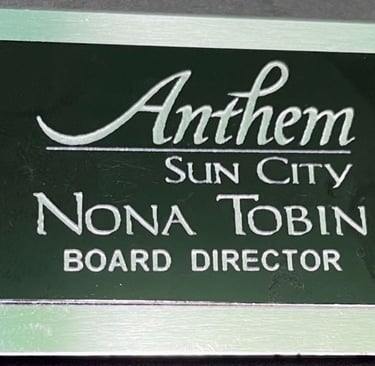 Anthem
SUN CITY
NONA TOBIN
BOARD DIRECTOR